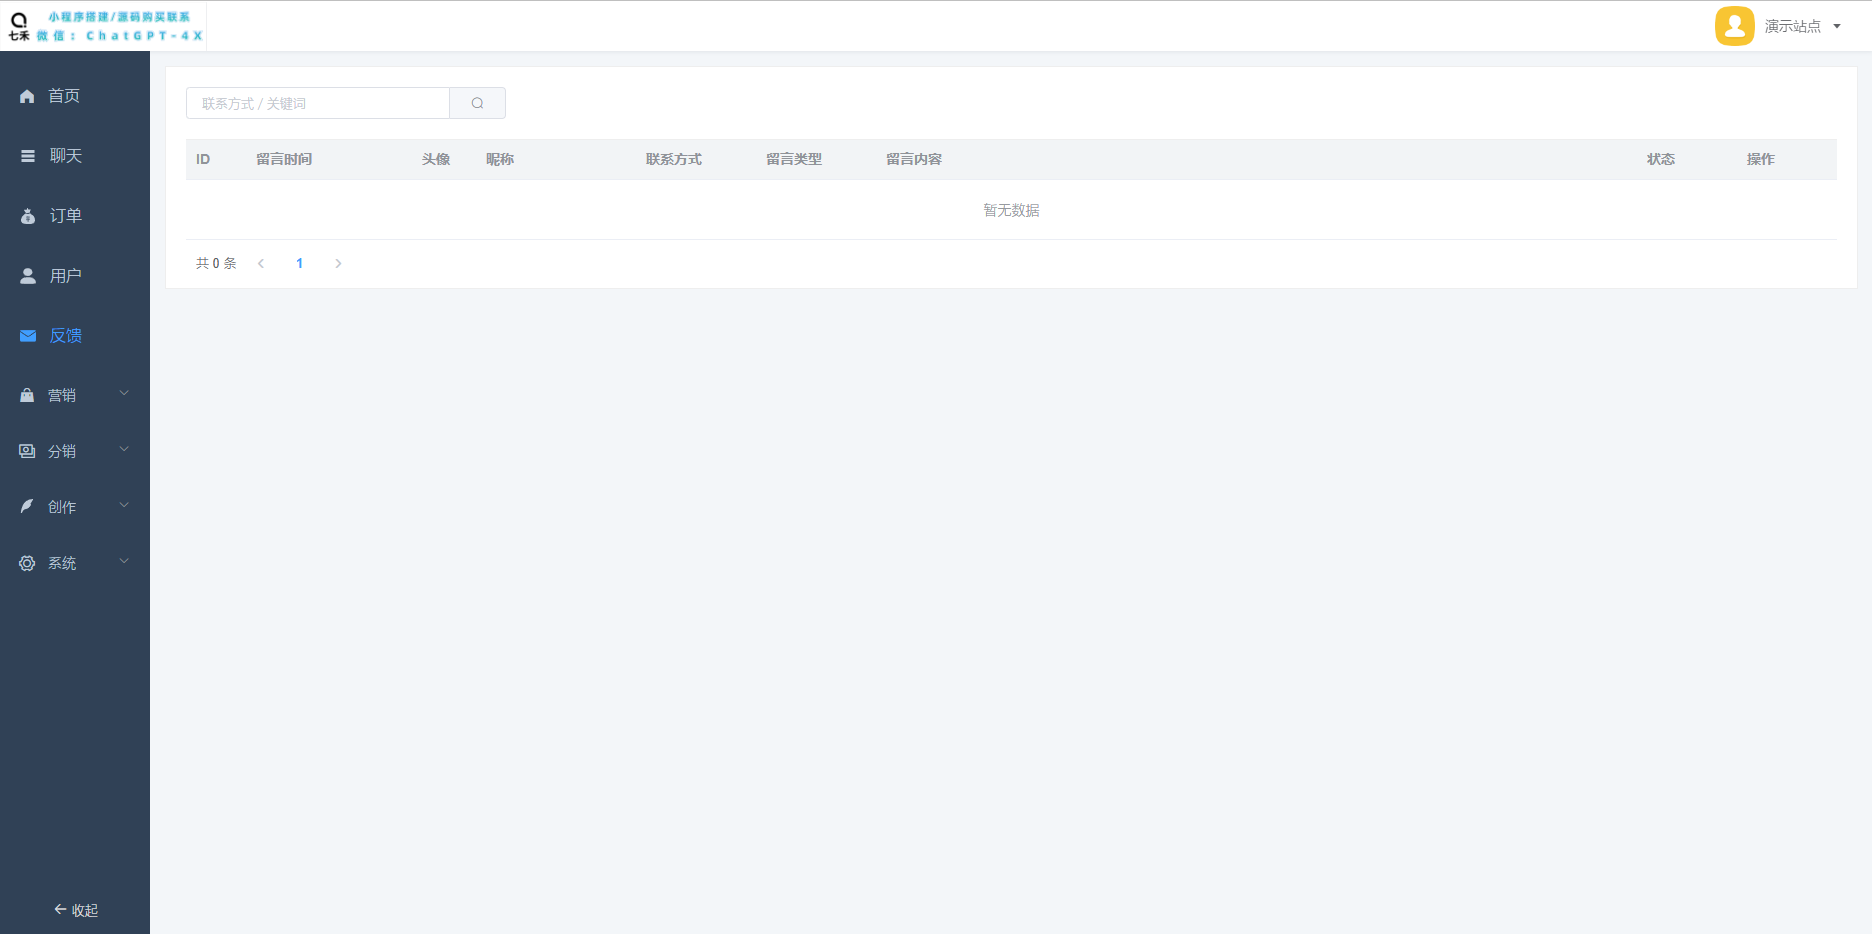 七禾
小程序搭建/源码购买联系
微信：ChatGPT-4X
演示站点
首页
聊天
订单
用户
反馈
营销
分销
创作
系统
收起
联系方式 / 关键词
ID 留言时间 头像 昵称 联系方式 留言类型 留言内容 状态 操作
暂无数据
共 0 条 1